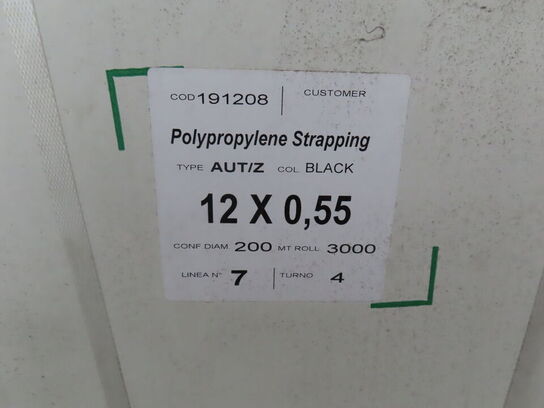 COD 191208 CUSTOMER
Polypropylene Strapping
TYPE AUT/Z COL BLACK
12 X 0,55
CONF DIAM 200 MT ROLL 3000
LINEA N° 7 TURNO 4